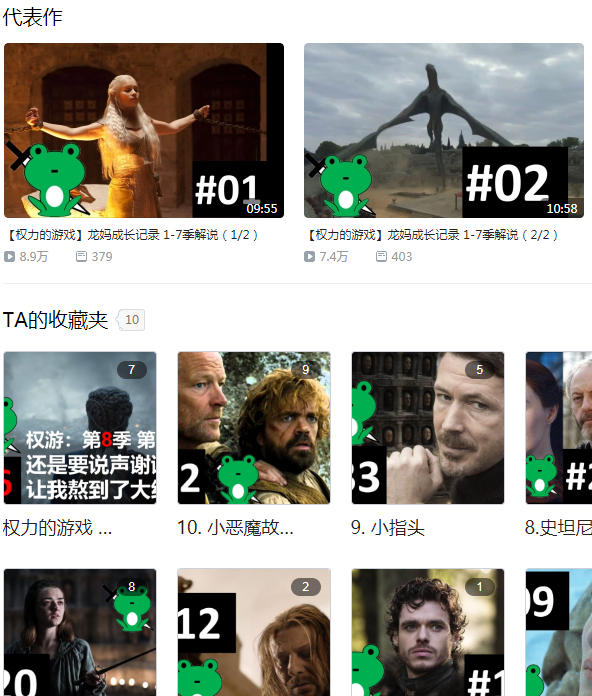 代表作
#01
09:55
#02
10:58
【权力的游戏】龙妈成长记录 1-7季解说（1/2）
【权力的游戏】龙妈成长记录 1-7季解说（2/2）
8.9万
379
7.4万
403
TA的收藏夹
10
7
权游：第8季 第
还是要说声谢谢
让我熬到了大
9
2
5
33
#2
权力的游戏 ...
10. 小恶魔故...
9. 小指头
8.史坦尼
8
20
2
12
1
#1
09